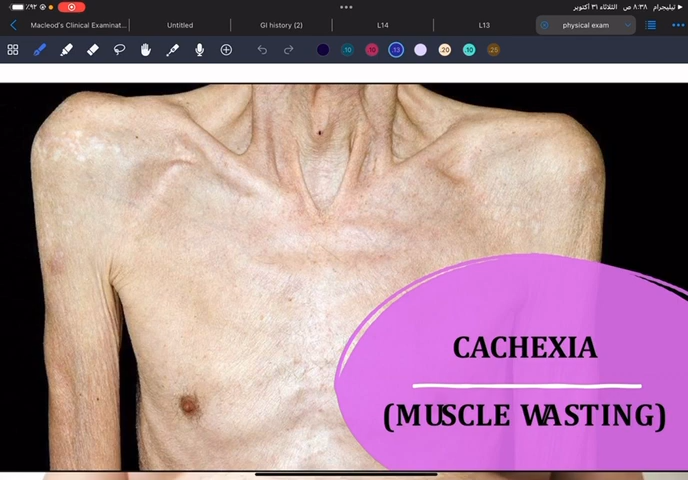 ٩٢٪ ٨:٣٨ ص الثلاثاء ٣١ أكتوبر تيليجرام
Macleod's Clinical Examinat...
Untitled
GI history (2)
L14
L13
physical exam
.10
.10
.13
.20
.10
.25
CACHEXIA
(MUSCLE WASTING)